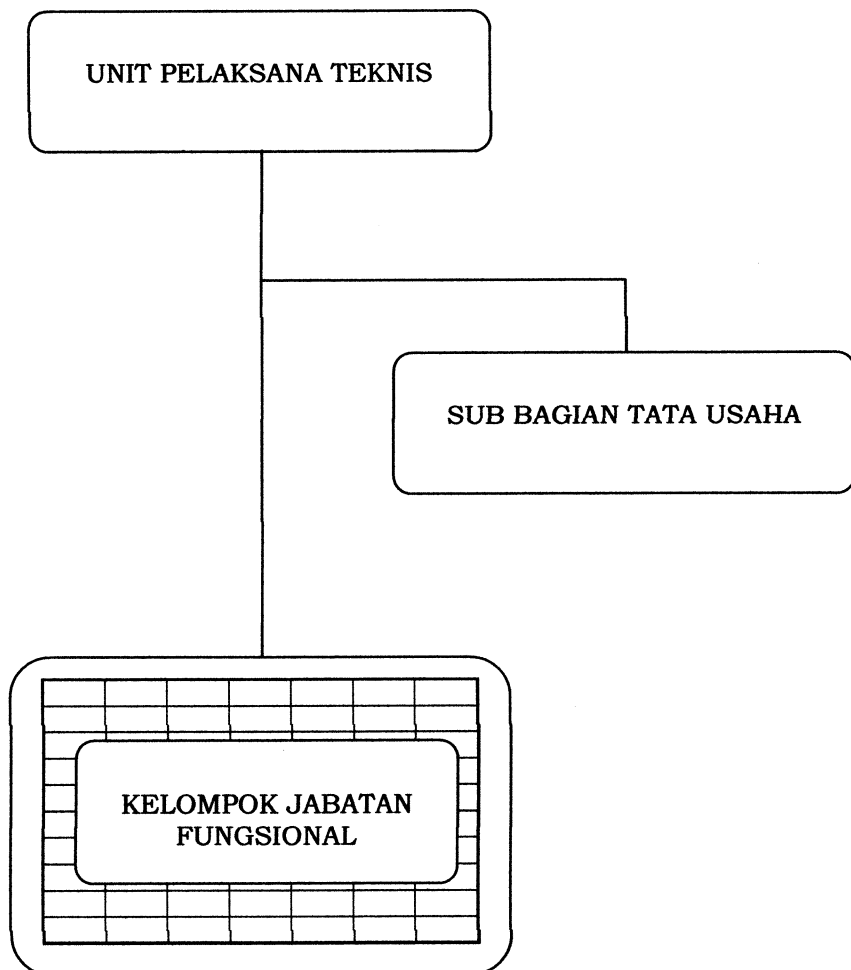 UNIT PELAKSANA TEKNIS
SUB BAGIAN TATA USAHA
KELOMPOK JABATAN
FUNGSIONAL